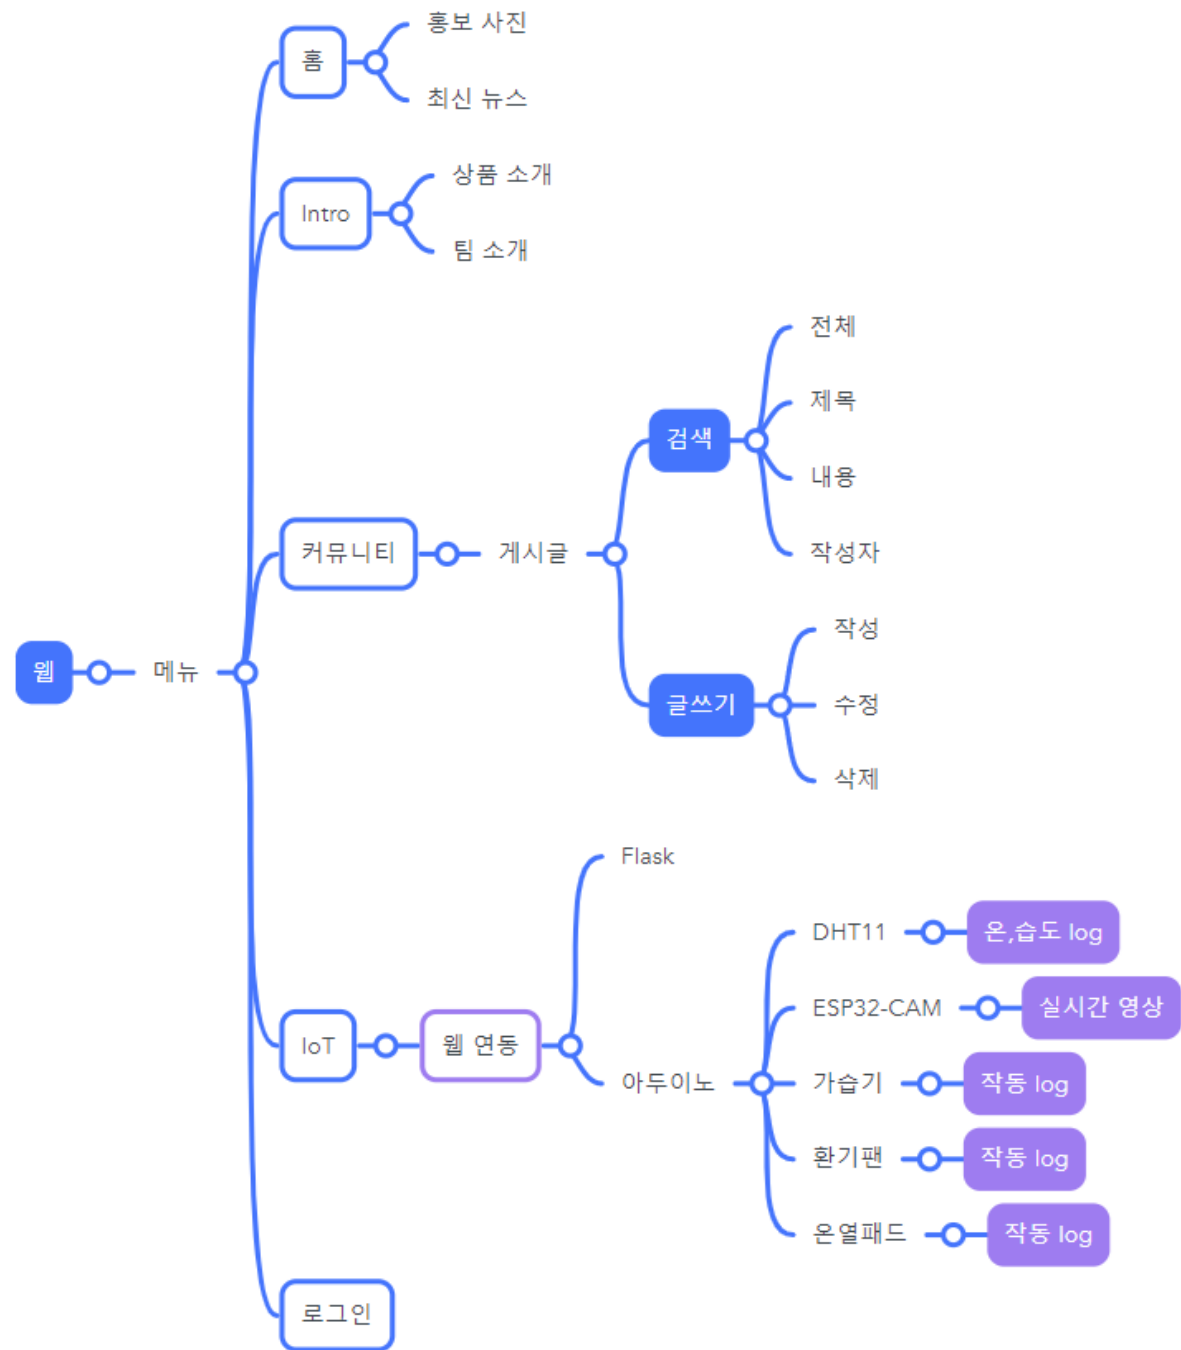 홈
홍보 사진
최신 뉴스
Intro
상품 소개
팀 소개
전체
제목
검색
내용
작성자
커뮤니티
게시글
작성
글쓰기
수정
삭제
웹
메뉴
Flask
DHT11
온,습도 log
ESP32-CAM
실시간 영상
IoT
웹 연동
아두이노
가습기
작동 log
환기팬
작동 log
온열패드
작동 log
로그인